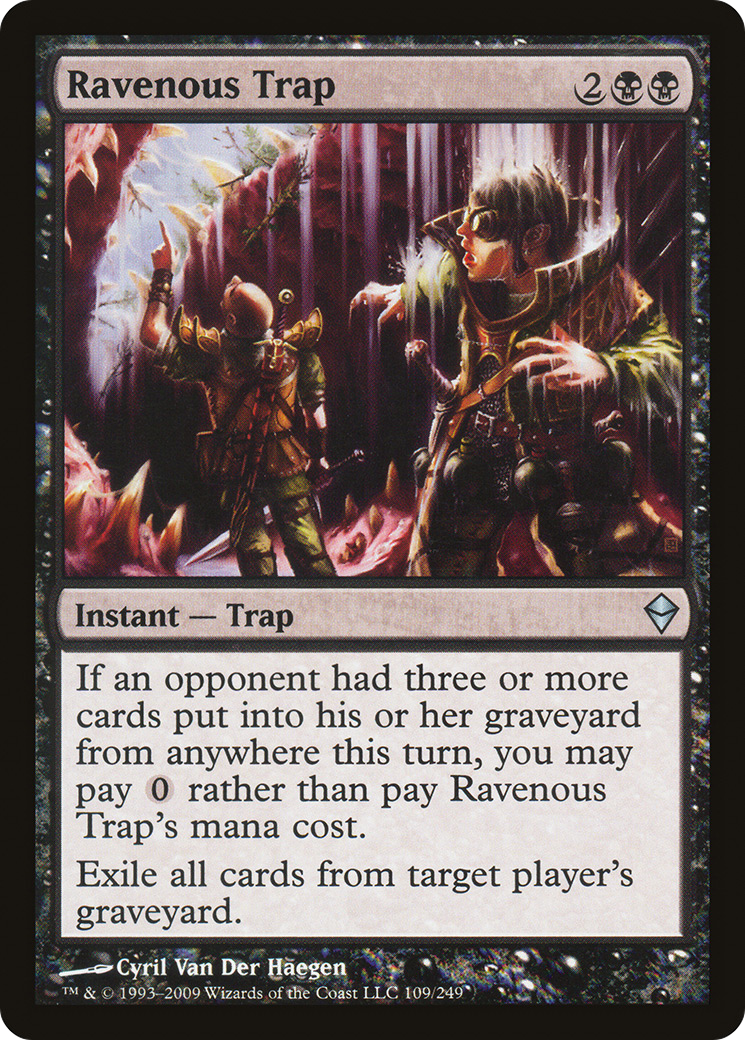 Ravenous Trap 2
Instant — Trap
If an opponent had three or more
cards put into his or her graveyard
from anywhere this turn, you may
pay 0 rather than pay Ravenous
Trap's mana cost.
Exile all cards from target player's
graveyard.
Cyril Van Der Haegen
™ & © 1993–2009 Wizards of the Coast LLC 109/249